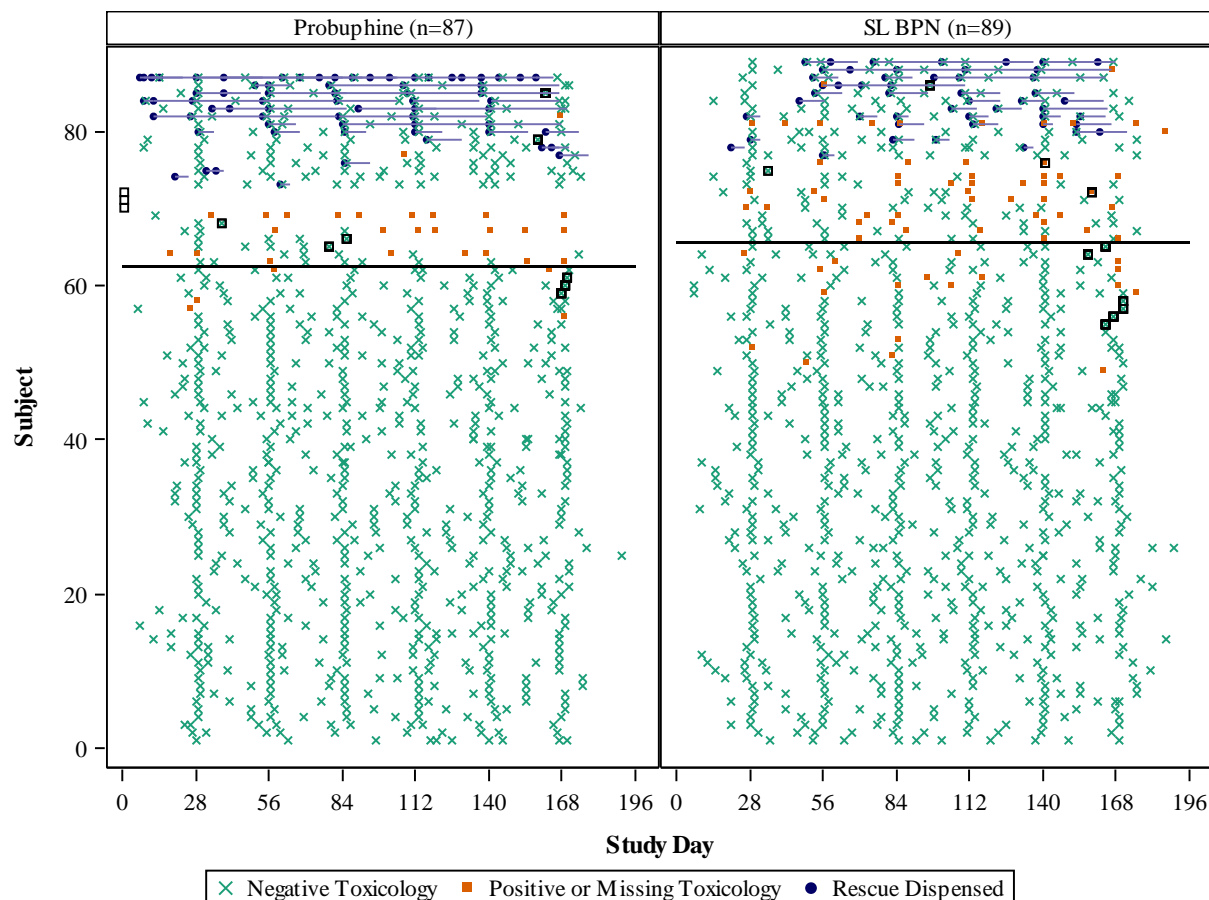 Probuphine (n=87)
SL BPN (n=89)
80
60
40
20
0
Subject
0 28 56 84 112 140 168 196
0 28 56 84 112 140 168 196
Study Day
Negative Toxicology
Positive or Missing Toxicology
Rescue Dispensed